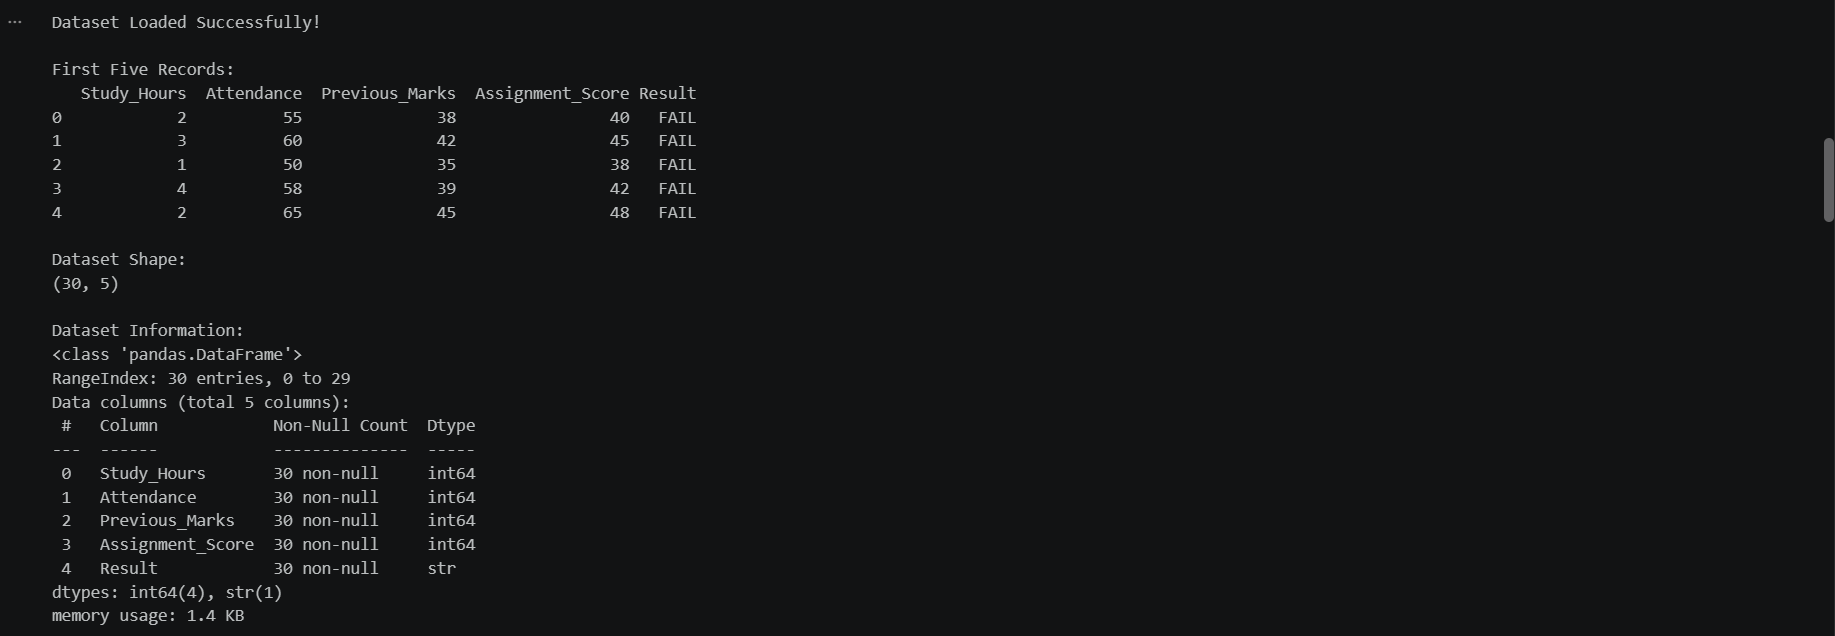 ...
Dataset Loaded Successfully!
First Five Records:
   Study_Hours  Attendance  Previous_Marks  Assignment_Score Result
0            2          55              38                40   FAIL
1            3          60              42                45   FAIL
2            1          50              35                38   FAIL
3            4          58              39                42   FAIL
4            2          65              45                48   FAIL
Dataset Shape:
(30, 5)
Dataset Information:
<class 'pandas.DataFrame'>
RangeIndex: 30 entries, 0 to 29
Data columns (total 5 columns):
 #   Column            Non-Null Count  Dtype
---  ------            --------------  -----
 0   Study_Hours       30 non-null     int64
 1   Attendance        30 non-null     int64
 2   Previous_Marks    30 non-null     int64
 3   Assignment_Score  30 non-null     int64
 4   Result            30 non-null     str
dtypes: int64(4), str(1)
memory usage: 1.4 KB